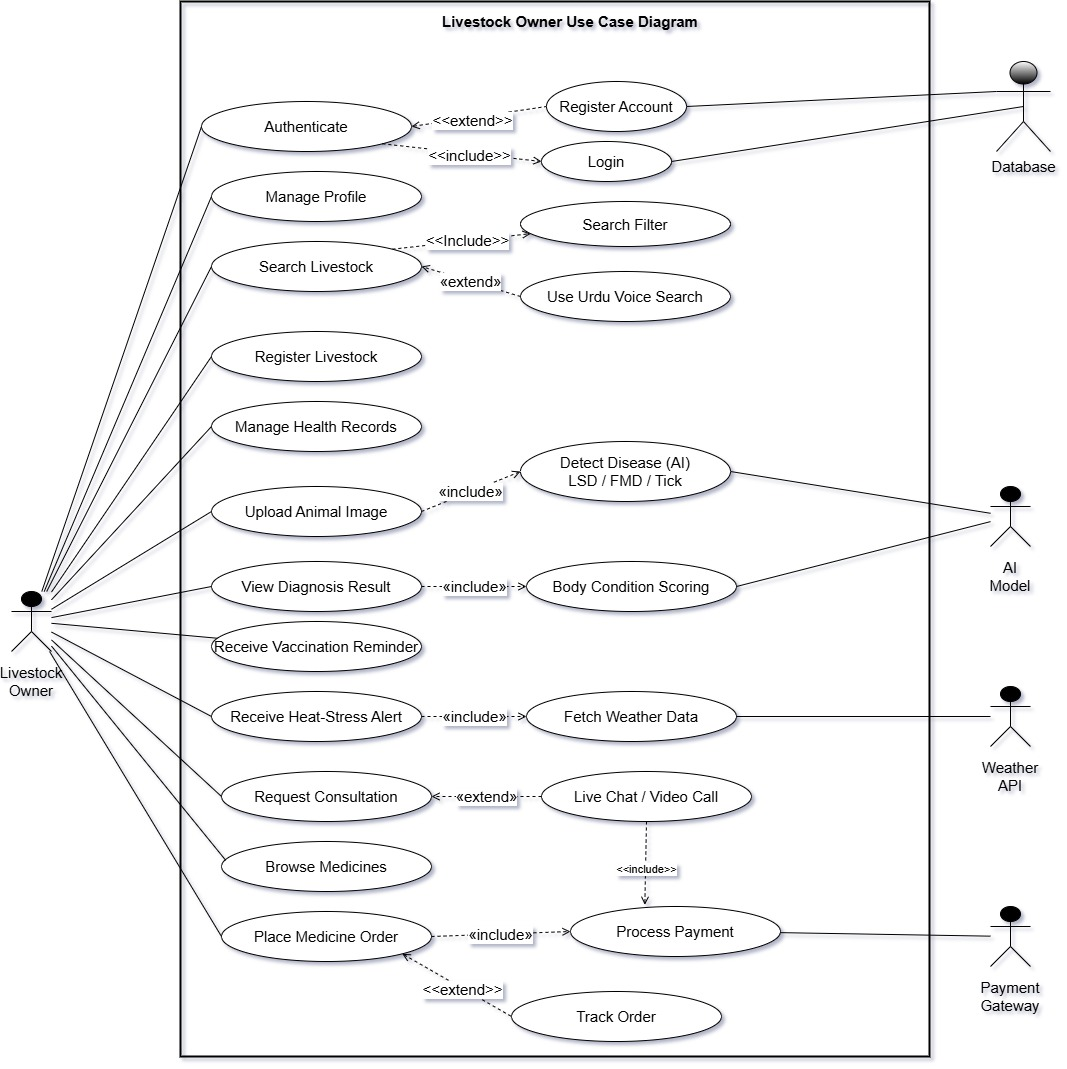 Livestock Owner Use Case Diagram
Register Account
<<extend>>
Authenticate
<<include>>
Login
Database
Manage Profile
Search Filter
<<Include>>
Search Livestock
«extend»
Use Urdu Voice Search
Register Livestock
Manage Health Records
Detect Disease (AI)
LSD / FMD / Tick
«include»
Upload Animal Image
AI
Model
View Diagnosis Result
«include»
Body Condition Scoring
Receive Vaccination Reminder
Livestock
Owner
Receive Heat-Stress Alert
«include»
Fetch Weather Data
Weather
API
Request Consultation
«extend»
Live Chat / Video Call
<<include>>
Browse Medicines
Place Medicine Order
«include»
Process Payment
Payment
Gateway
<<extend>>
Track Order